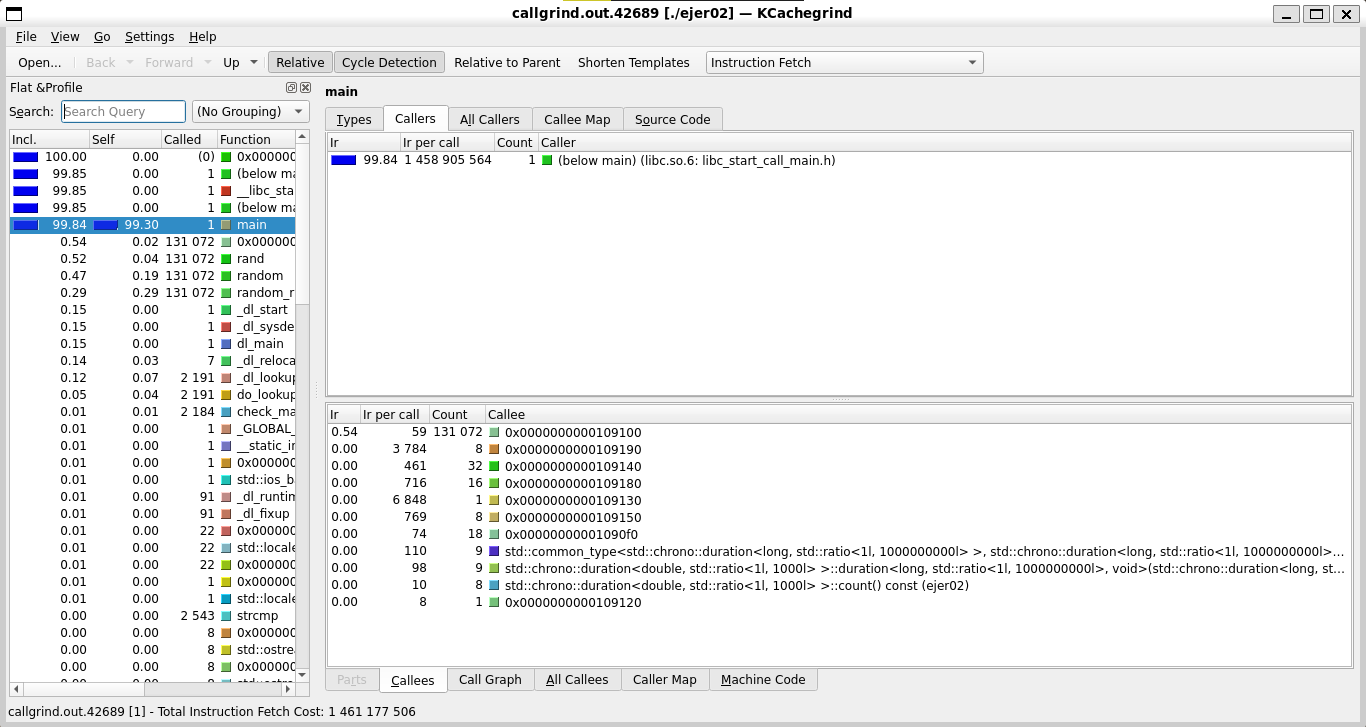 callgrind.out.42689 [./ejer02] — KCachegrind
File View Go Settings Help
Open... Back Forward Up Relative Cycle Detection Relative to Parent Shorten Templates Instruction Fetch
Flat &Profile
Search: Search Query (No Grouping)
Incl. Self Called Function
100.00 0.00 (0) 0x000000
99.85 0.00 1 (below ma
99.85 0.00 1 __libc_sta
99.85 0.00 1 (below ma
99.84 99.30 1 main
0.54 0.02 131 072 0x000000
0.52 0.04 131 072 rand
0.47 0.19 131 072 random
0.29 0.29 131 072 random_r
0.15 0.00 1 _dl_start
0.15 0.00 1 _dl_sysde
0.15 0.00 1 dl_main
0.14 0.03 7 _dl_reloca
0.12 0.07 2 191 _dl_lookup
0.05 0.04 2 191 do_lookup
0.01 0.01 2 184 check_ma
0.01 0.00 1 _GLOBAL_
0.01 0.00 1 __static_in
0.01 0.00 1 0x000000
0.01 0.00 1 std::ios_b
0.01 0.00 91 _dl_runtim
0.01 0.00 91 _dl_fixup
0.01 0.00 22 0x000000
0.01 0.00 22 std::locale
0.01 0.00 22 0x000000
0.01 0.00 1 std::locale
0.01 0.00 1 std::locale
0.00 0.00 2 543 strcmp
0.00 0.00 8 0x000000
0.00 0.00 8 std::ostre
0.00 0.00 8 0x000000
main
Types Callers All Callers Callee Map Source Code
Ir Ir per call Count Caller
99.84 1 458 905 564 1 (below main) (libc.so.6: libc_start_call_main.h)
Ir Ir per call Count Callee
0.54 59 131 072 0x0000000000109100
0.00 3 784 8 0x0000000000109190
0.00 461 32 0x0000000000109140
0.00 716 16 0x0000000000109180
0.00 6 848 1 0x0000000000109130
0.00 769 8 0x0000000000109150
0.00 74 18 0x00000000001090f0
0.00 110 9 std::common_type<std::chrono::duration<long, std::ratio<1l, 1000000000l> >, std::chrono::duration<long, std::ratio<1l, 1000000000l>...
0.00 98 9 std::chrono::duration<double, std::ratio<1l, 1000l> >::duration<long, std::ratio<1l, 1000000000l>, void>(std::chrono::duration<long, st...
0.00 10 8 std::chrono::duration<double, std::ratio<1l, 1000l> >::count() const (ejer02)
0.00 8 1 0x0000000000109120
Parts Callees Call Graph All Callees Caller Map Machine Code
callgrind.out.42689 [1] - Total Instruction Fetch Cost: 1 461 177 506